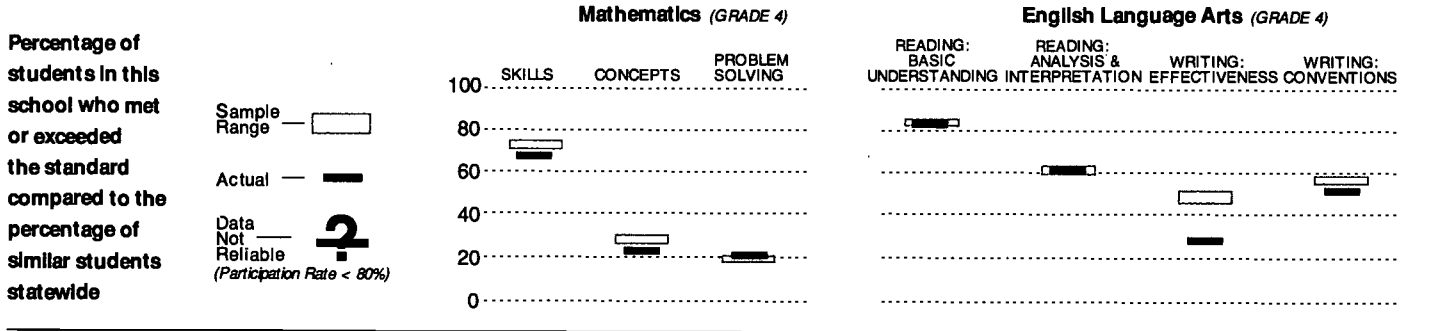 Mathematics (GRADE 4)
English Language Arts (GRADE 4)
Percentage of
students in this
school who met
or exceeded
the standard
compared to the
percentage of
similar students
statewide
Sample
Range
Actual
Data
Not
Reliable
?
(Participation Rate < 80%)
SKILLS
CONCEPTS
PROBLEM
SOLVING
100
80
60
40
20
0
READING:
BASIC
UNDERSTANDING
READING:
ANALYSIS &
INTERPRETATION
WRITING:
EFFECTIVENESS
WRITING:
CONVENTIONS